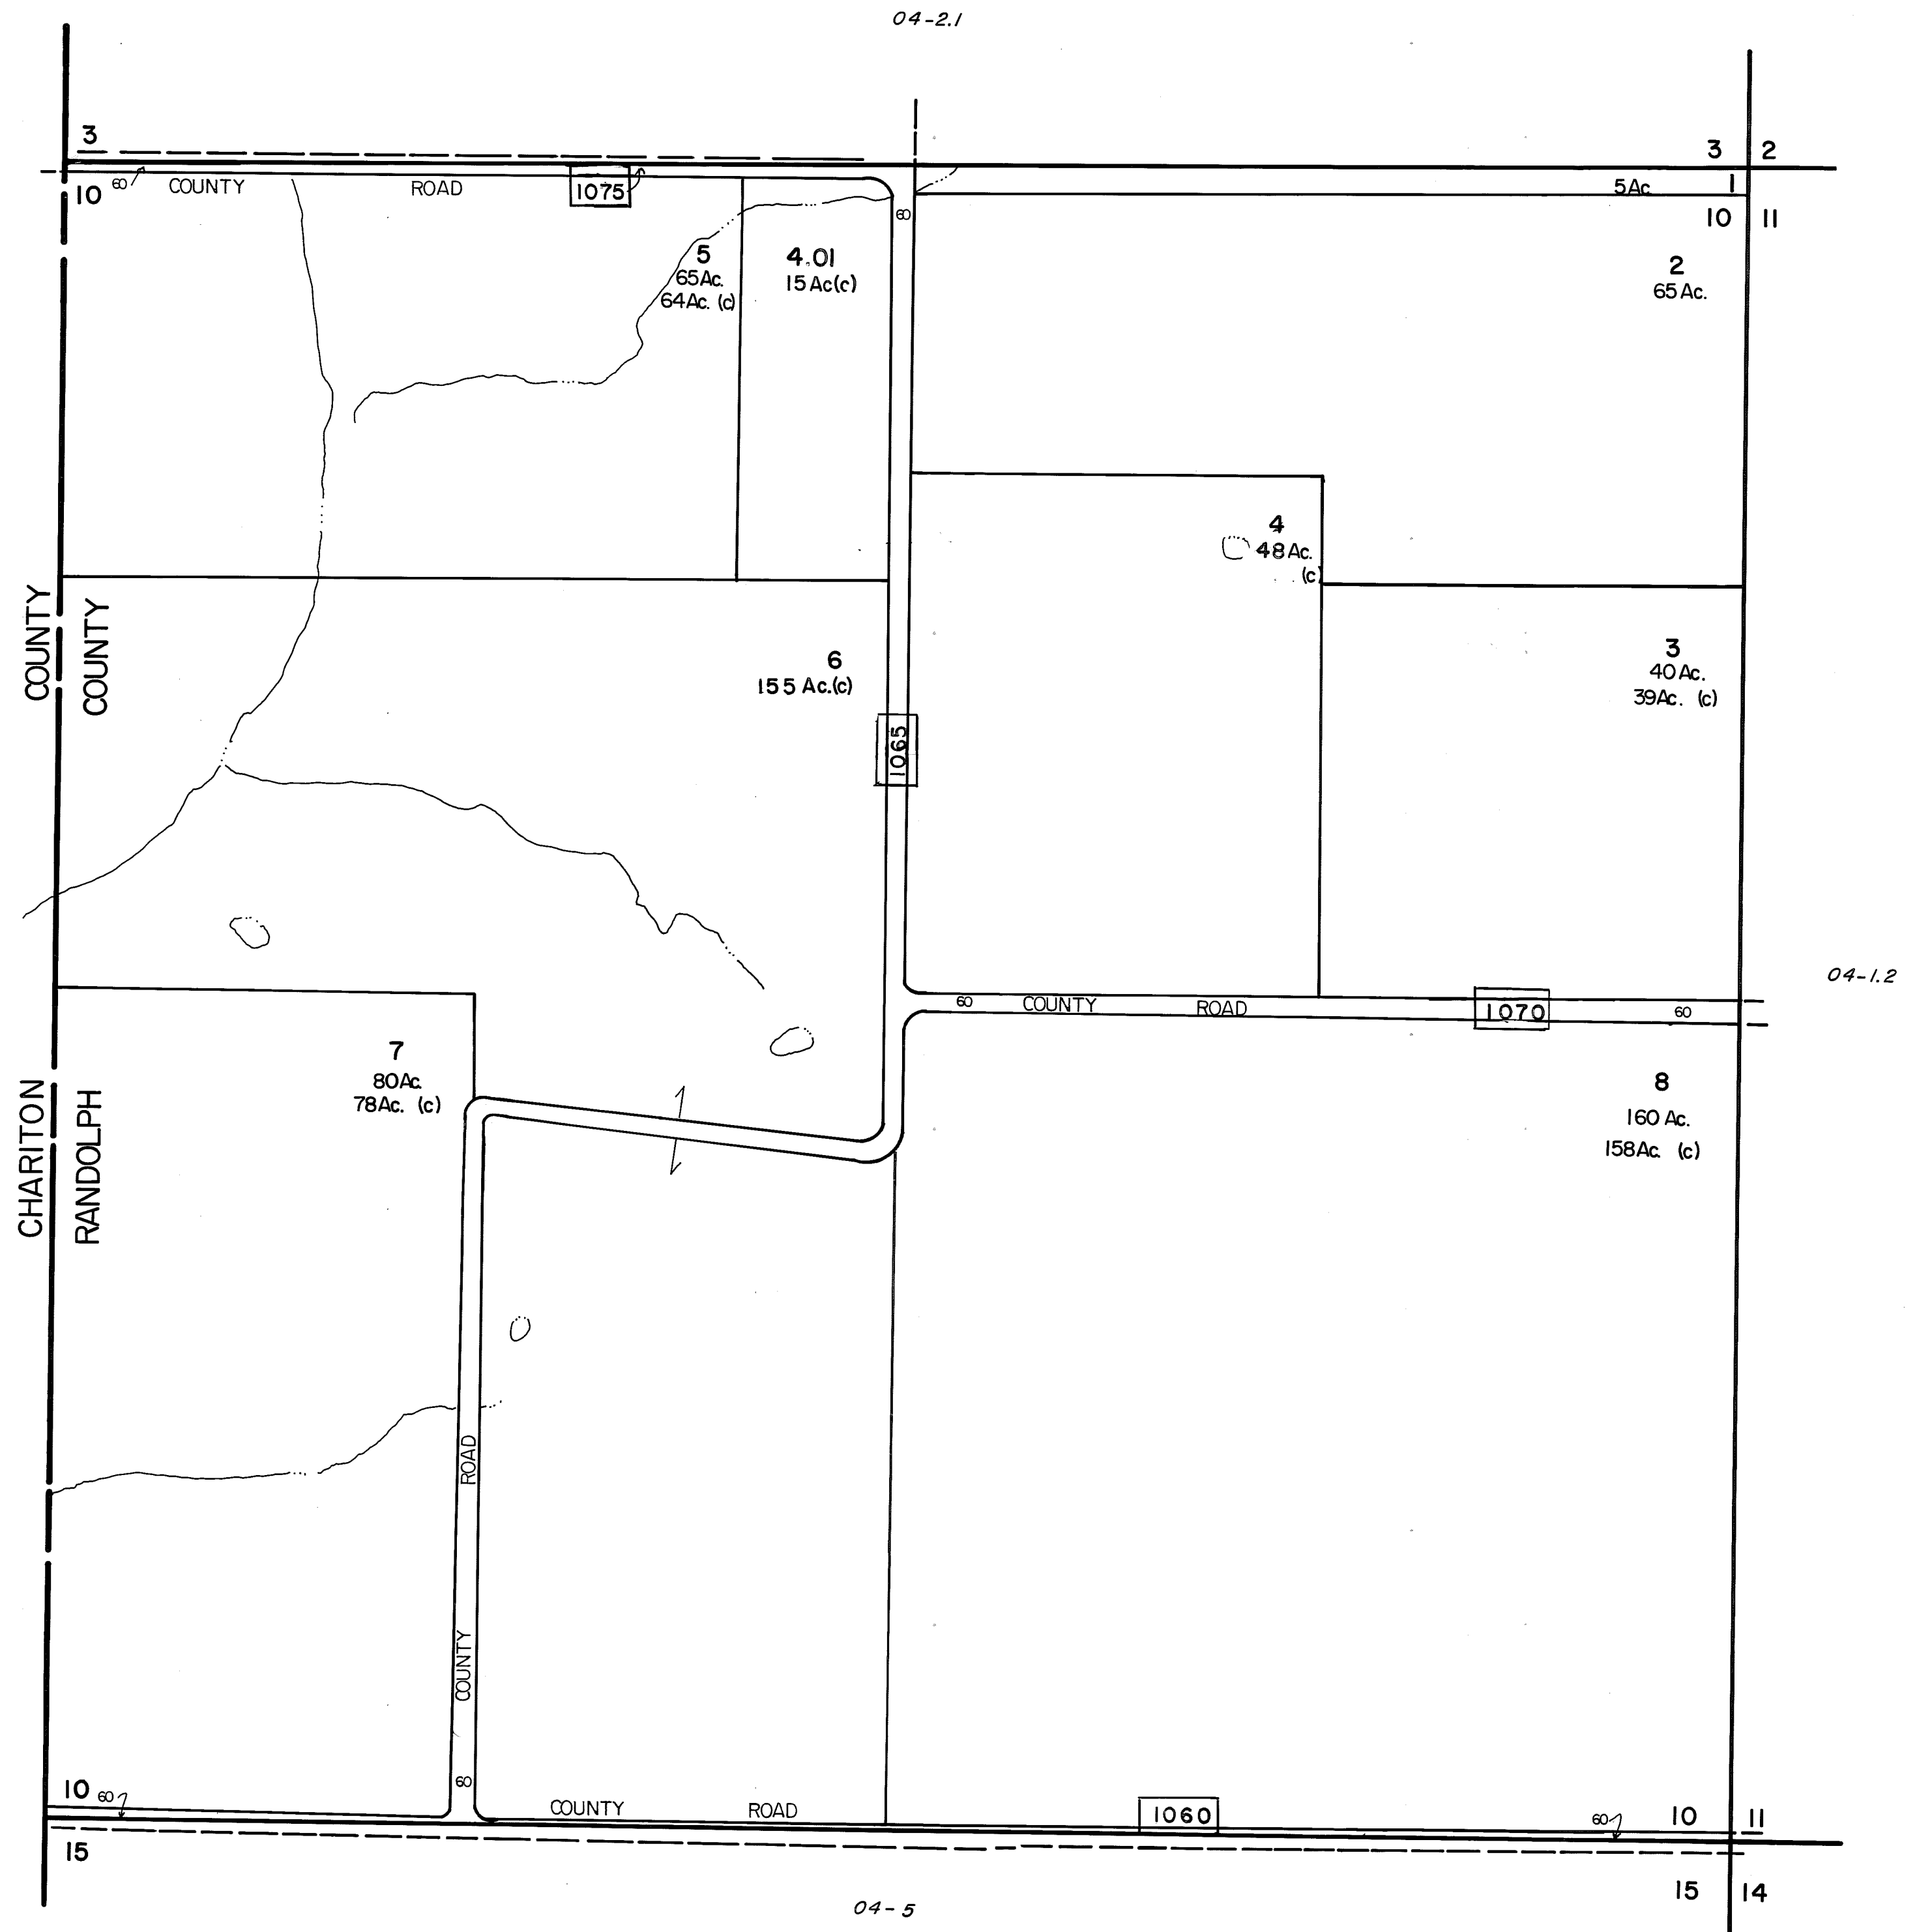 04-2.1
3
3
2
60
COUNTY ROAD
1075
10
5Ac
1
60
10
11
5
65Ac.
64Ac. (c)
4.01
15Ac(c)
2
65Ac.
4
48Ac.
(c)
COUNTY
COUNTY
6
155 Ac.(c)
3
40Ac.
39Ac. (c)
1065
04-1.2
60
COUNTY ROAD
1070
60
7
80Ac.
78Ac. (c)
8
160 Ac.
158Ac. (c)
CHARITON
RANDOLPH
COUNTY ROAD
60
10
60
COUNTY ROAD
1060
60
10
11
15
15
14
04-5